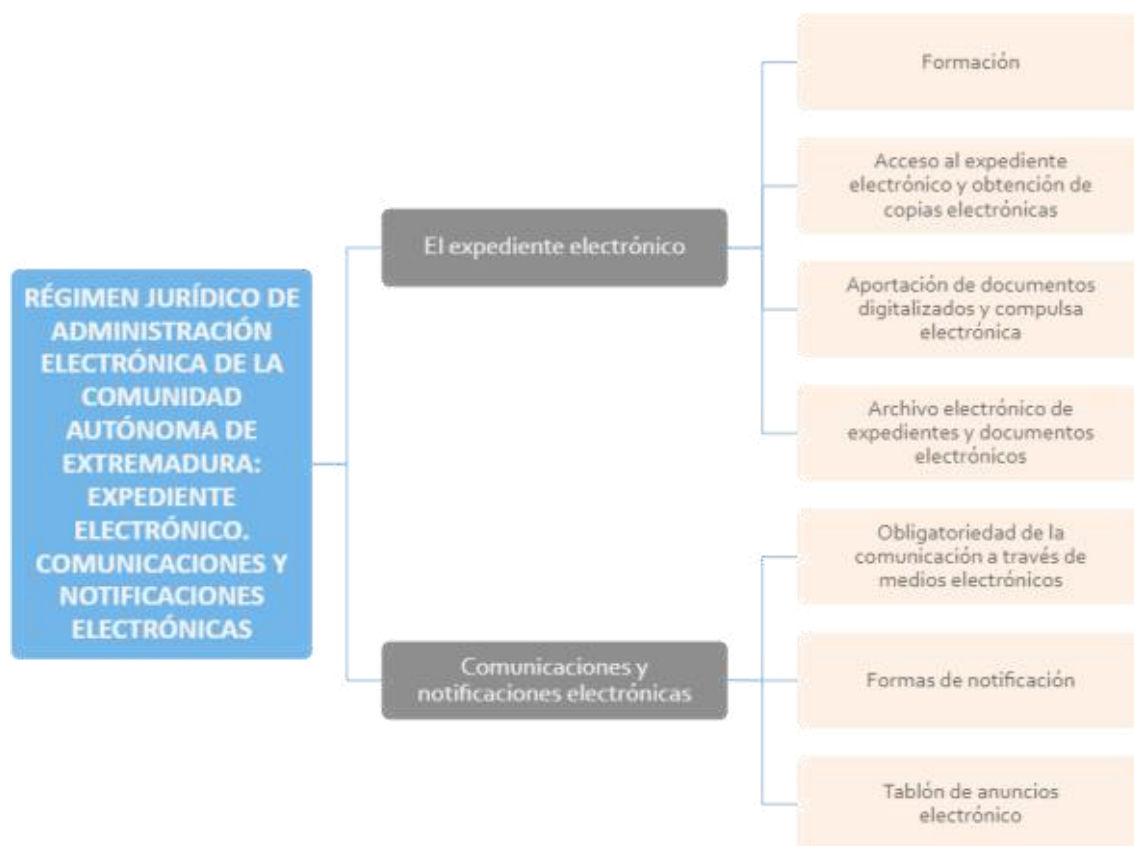 RÉGIMEN JURÍDICO DE
ADMINISTRACIÓN
ELECTRÓNICA DE LA
COMUNIDAD
AUTÓNOMA DE
EXTREMADURA:
EXPEDIENTE
ELECTRÓNICO.
COMUNICACIONES Y
NOTIFICACIONES
ELECTRÓNICAS
El expediente electrónico
Formación
Acceso al expediente
electrónico y obtención de
copias electrónicas
Aportación de documentos
digitalizados y compulsa
electrónica
Archivo electrónico de
expedientes y documentos
electrónicos
Comunicaciones y
notificaciones electrónicas
Obligatoriedad de la
comunicación a través de
medios electrónicos
Formas de notificación
Tablón de anuncios
electrónico